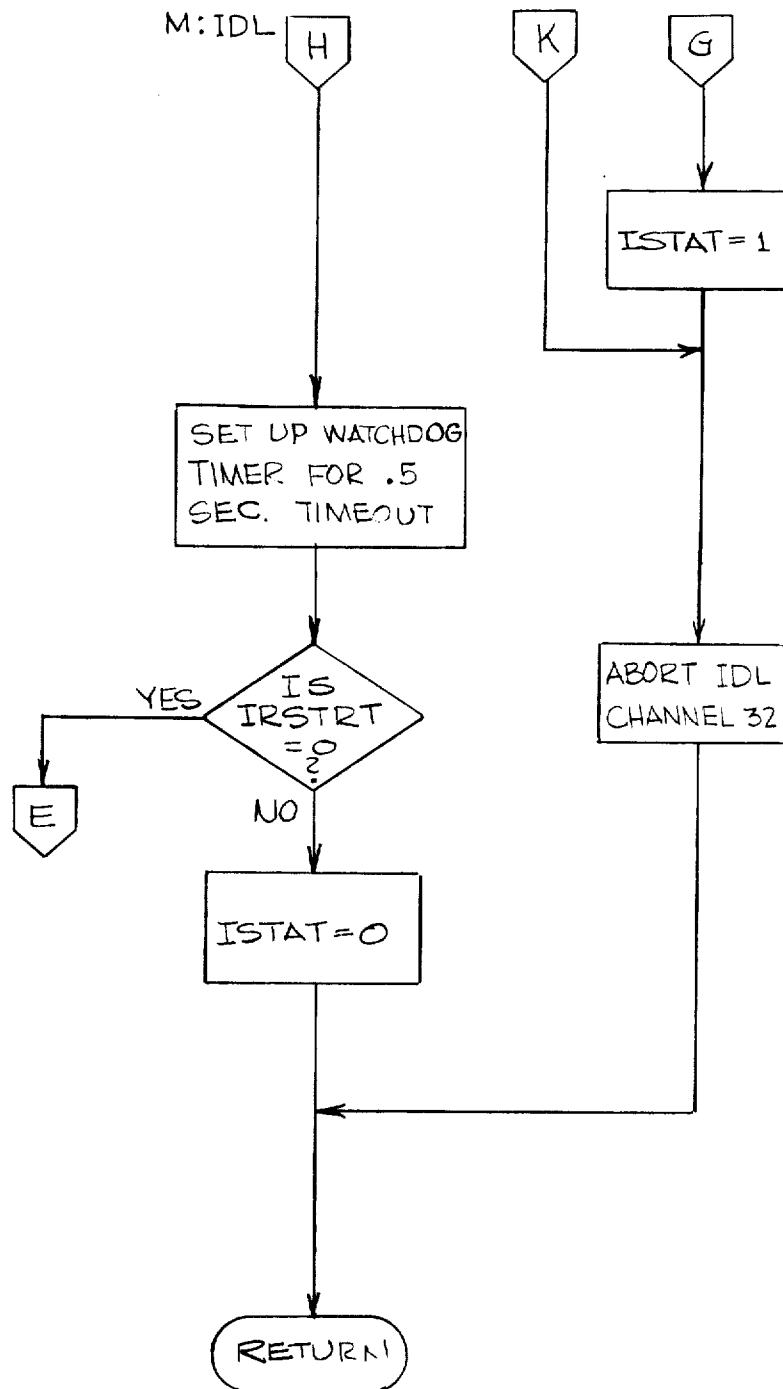 M:IDL
H
K
G
ISTAT=1
SET UP WATCHDOG
TIMER FOR .5
SEC. TIMEOUT
YES
IS
IRSTRT
=0
?
ABORT IDL
CHANNEL 32
E
NO
ISTAT=0
RETURN